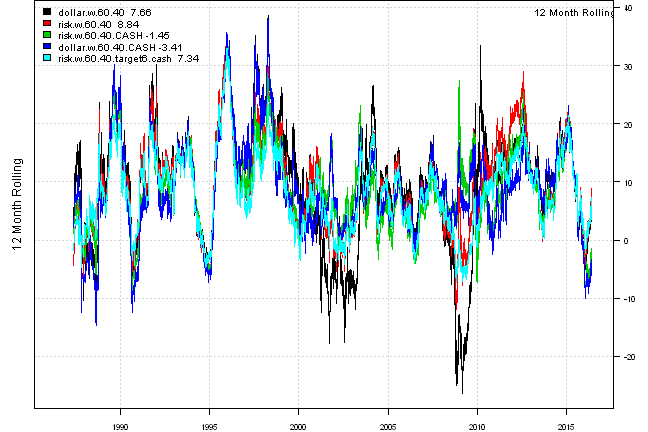 dollar.w.60.40 7.66
risk.w.60.40 8.84
risk.w.60.40.CASH -1.45
dollar.w.60.40.CASH -3.41
risk.w.60.40.target6.cash 7.34
12 Month Rolling
12 Month Rolling
40
30
20
10
0
-10
-20
1990
1995
2000
2005
2010
2015